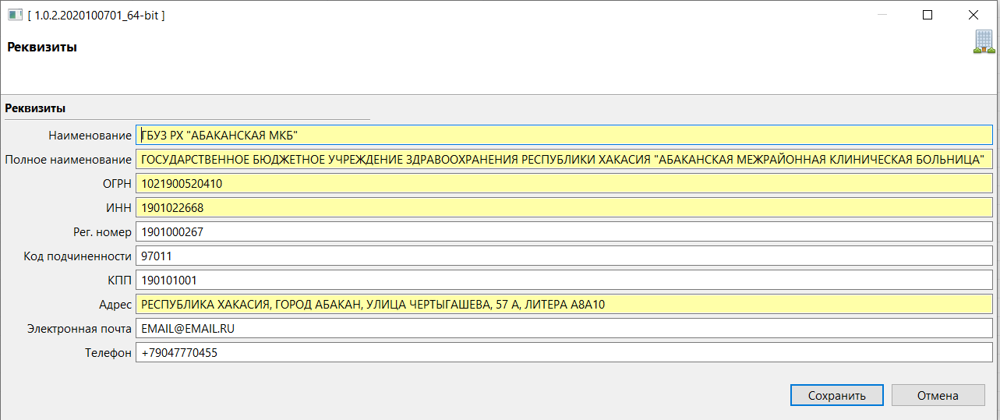 [ 1.0.2.2020100701_64-bit ]
Реквизиты
Реквизиты
Наименование ГБУЗ РХ "АБАКАНСКАЯ МКБ"
Полное наименование ГОСУДАРСТВЕННОЕ БЮДЖЕТНОЕ УЧРЕЖДЕНИЕ ЗДРАВООХРАНЕНИЯ РЕСПУБЛИКИ ХАКАСИЯ "АБАКАНСКАЯ МЕЖРАЙОННАЯ КЛИНИЧЕСКАЯ БОЛЬНИЦА"
ОГРН 1021900520410
ИНН 1901022668
Рег. номер 1901000267
Код подчиненности 97011
КПП 190101001
Адрес РЕСПУБЛИКА ХАКАСИЯ, ГОРОД АБАКАН, УЛИЦА ЧЕРТЫГАШЕВА, 57 А, ЛИТЕРА А8А10
Электронная почта EMAIL@EMAIL.RU
Телефон +79047770455
Сохранить Отмена